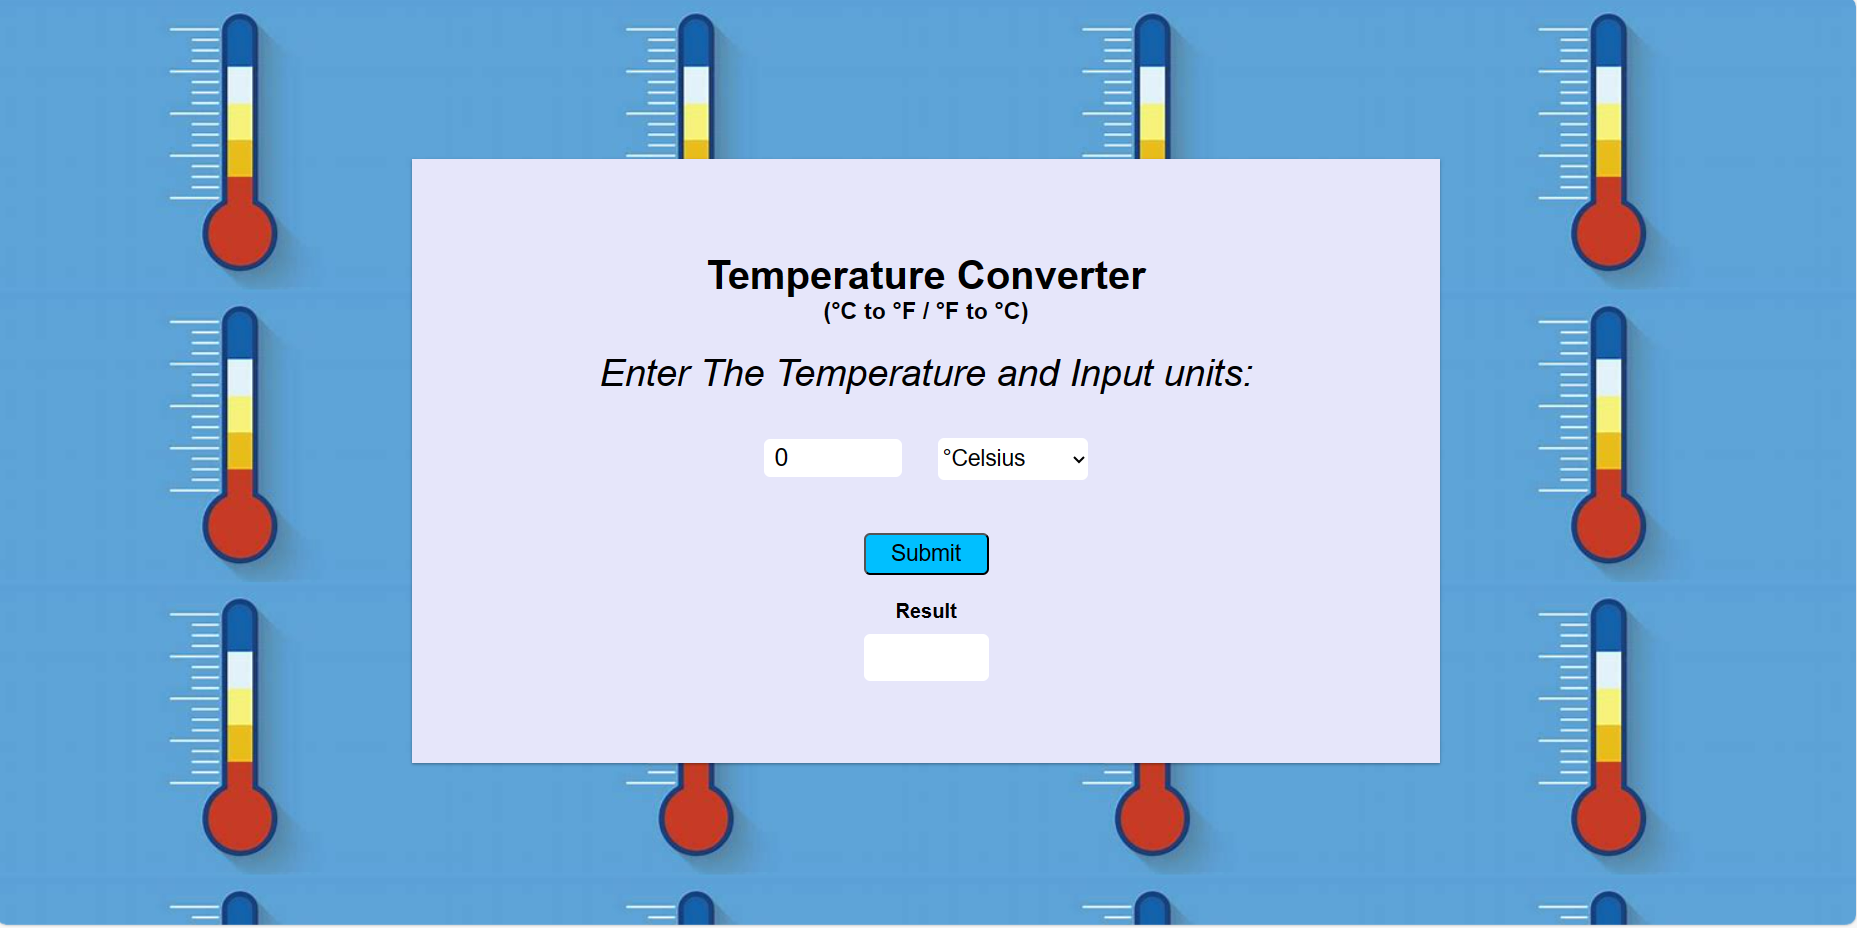 Temperature Converter
(°C to °F / °F to °C)
Enter The Temperature and Input units:
0 °Celsius
Submit
Result